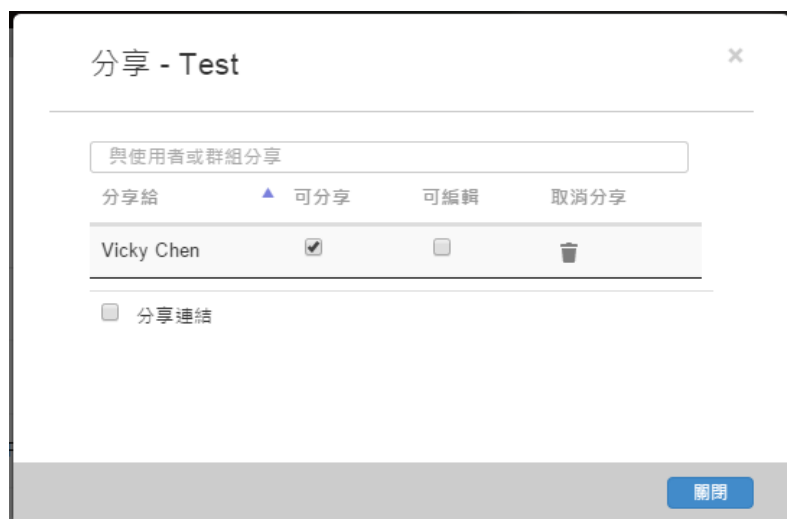 分享 - Test
×
與使用者或群組分享
分享給 ▲ 可分享 可編輯 取消分享
Vicky Chen
分享連結
關閉